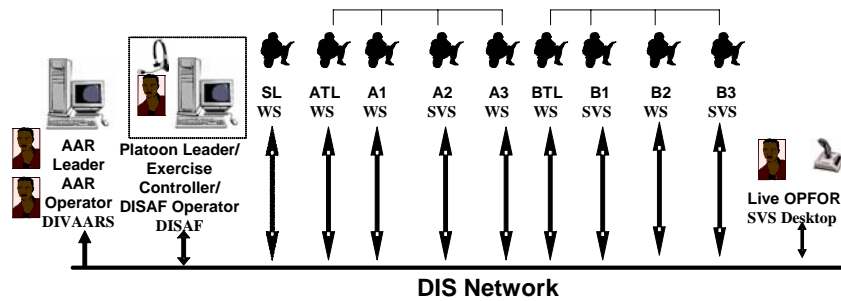 SL ATL A1 A2 A3 BTL B1 B2 B3
WS WS WS SVS WS WS SVS WS SVS
AAR
Leader
AAR
Operator
DIVAARS
Platoon Leader/
Exercise
Controller/
DISAF Operator
DISAF
Live OPFOR
SVS Desktop
DIS Network